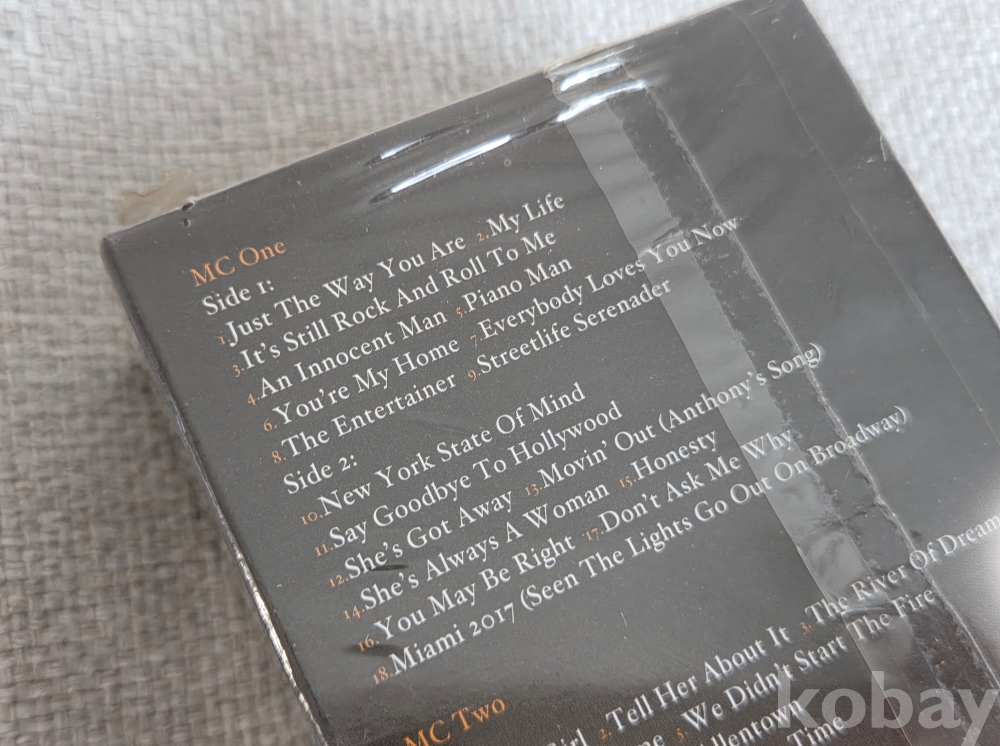 MC One
Side 1:
1.Just The Way You Are 2.My Life
3.It's Still Rock And Roll To Me
4.An Innocent Man 5.Piano Man
6.You're My Home 7.Everybody Loves You Now
8.The Entertainer 9.Streetlife Serenader
Side 2:
10.New York State Of Mind
11.Say Goodbye To Hollywood
12.She's Got Away 13.Movin' Out (Anthony's Song)
14.She's Always A Woman 15.Honesty
16.You May Be Right 17.Don't Ask Me Why
18.Miami 2017 (Seen The Lights Go Out On Broadway)
MC Two
Girl 2.Tell Her About It 3.The River Of Dream
5.We Didn't Start The Fire
Allentown
Time
kobay